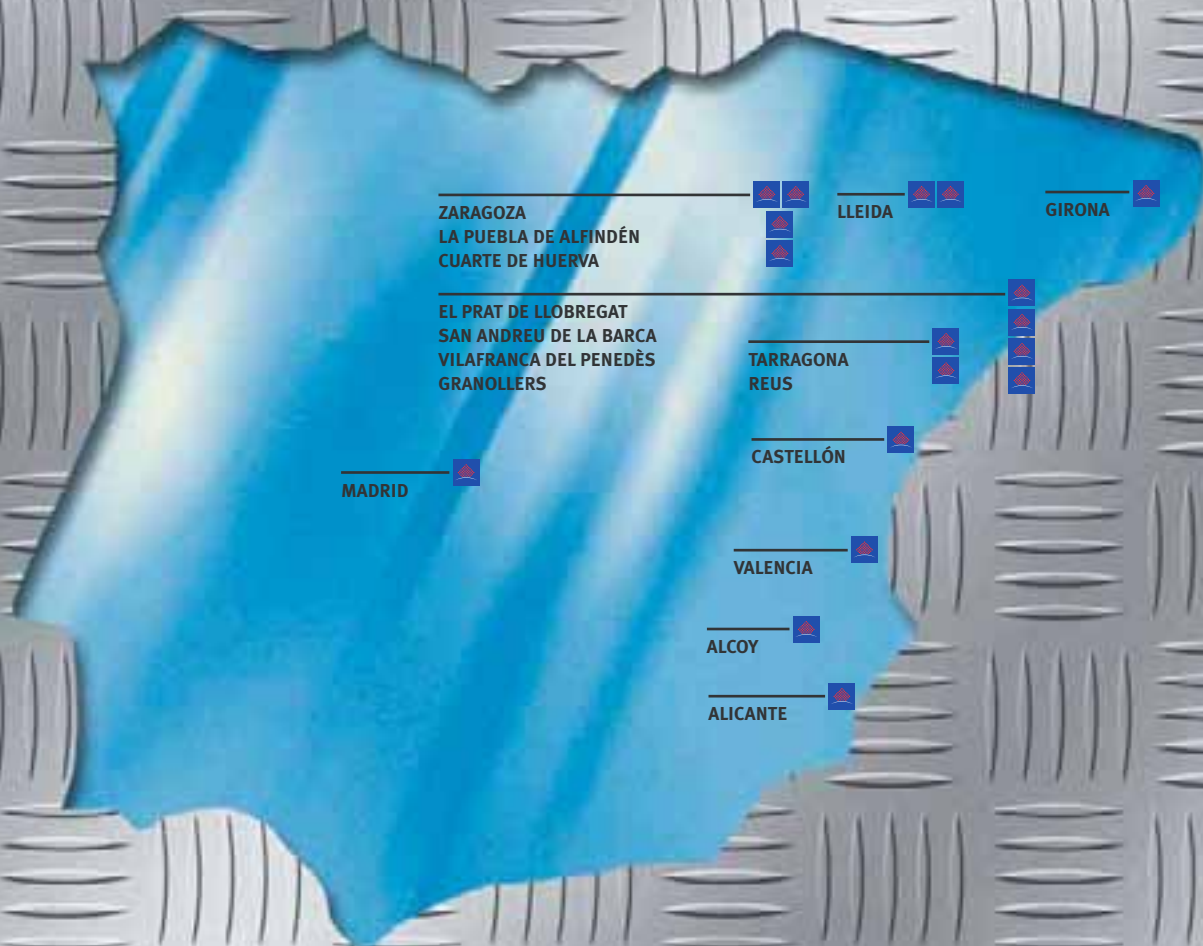 ZARAGOZA
LA PUEBLA DE ALFINDÉN
CUARTE DE HUERVA
LLEIDA
GIRONA
EL PRAT DE LLOBREGAT
SAN ANDREU DE LA BARCA
VILAFRANCA DEL PENEDÈS
GRANOLLERS
TARRAGONA
REUS
CASTELLÓN
MADRID
VALENCIA
ALCOY
ALICANTE